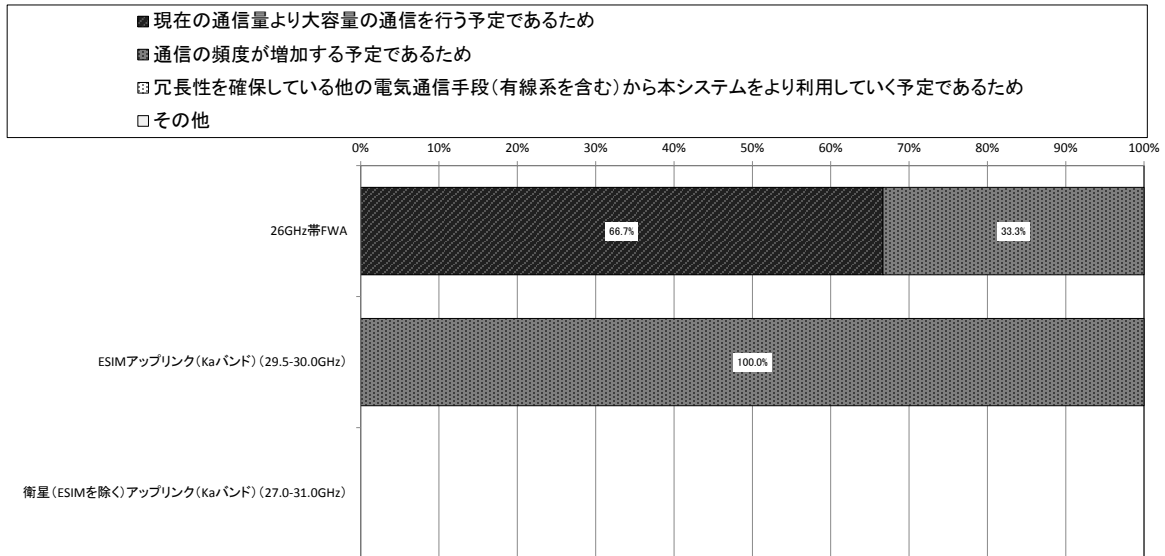 現在の通信量より大容量の通信を行う予定であるため
通信の頻度が増加する予定であるため
冗長性を確保している他の電気通信手段(有線系を含む)から本システムをより利用していく予定であるため
その他
0% 10% 20% 30% 40% 50% 60% 70% 80% 90% 100%
26GHz帯FWA
66.7% 33.3%
ESIMアップリンク(Kaバンド)(29.5-30.0GHz)
100.0%
衛星(ESIMを除く)アップリンク(Kaバンド)(27.0-31.0GHz)